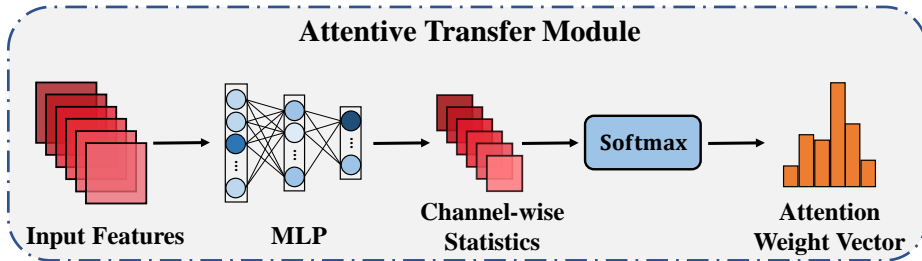 Attentive Transfer Module
Softmax
Input Features
MLP
Channel-wise
Statistics
Attention
Weight Vector